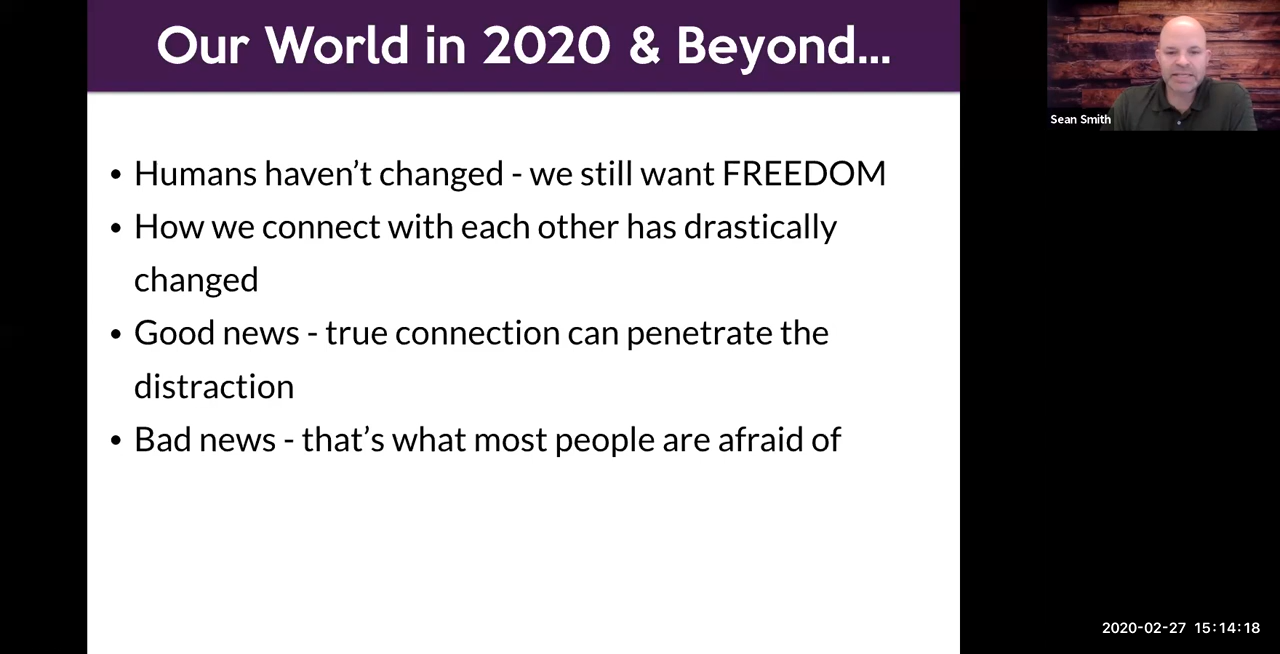 Our World in 2020 & Beyond...
Sean Smith
• Humans haven’t changed - we still want FREEDOM
• How we connect with each other has drastically
changed
• Good news - true connection can penetrate the
distraction
• Bad news - that’s what most people are afraid of
2020-02-27 15:14:18